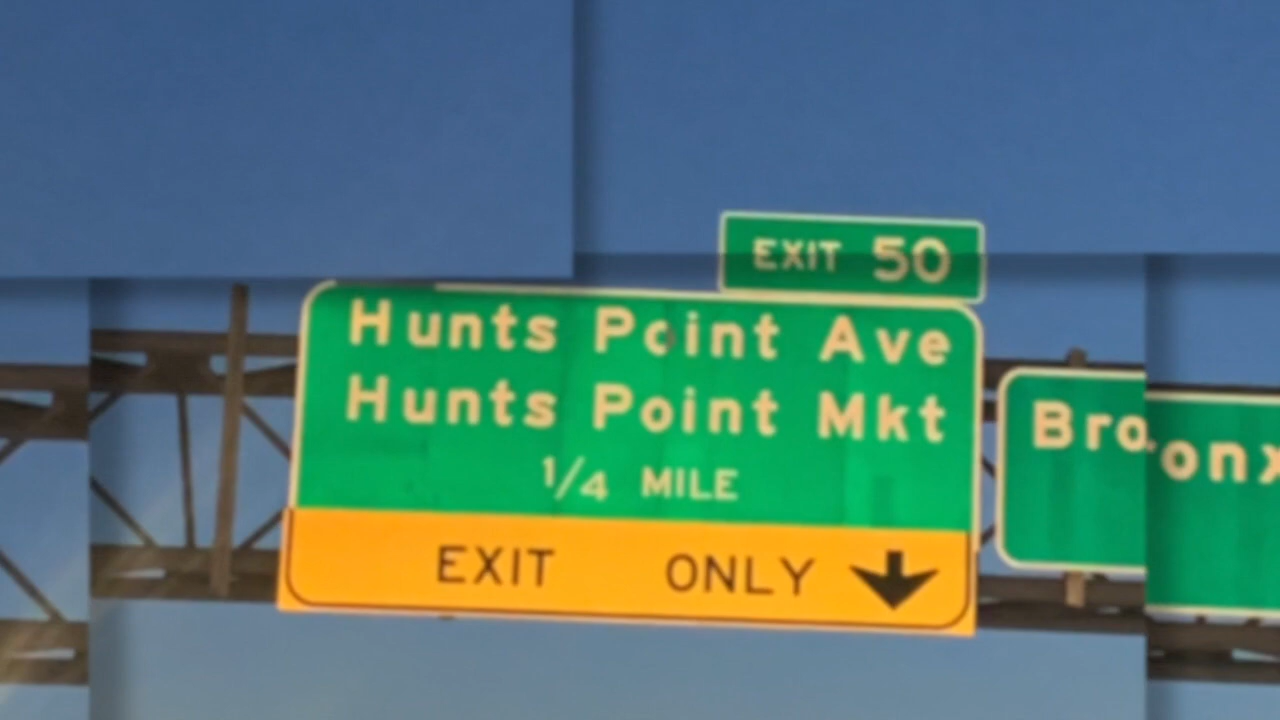 EXIT 50
Hunts Point Ave
Hunts Point Mkt
1/4 MILE
EXIT ONLY